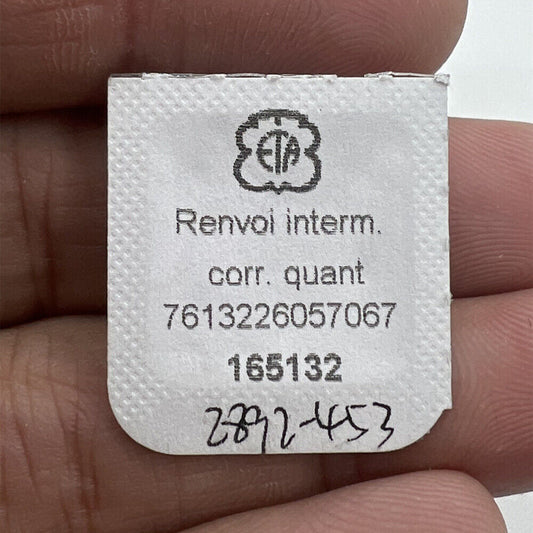 ETA
Renvoi interm.
corr. quant
7613226057067
165132
2892-453